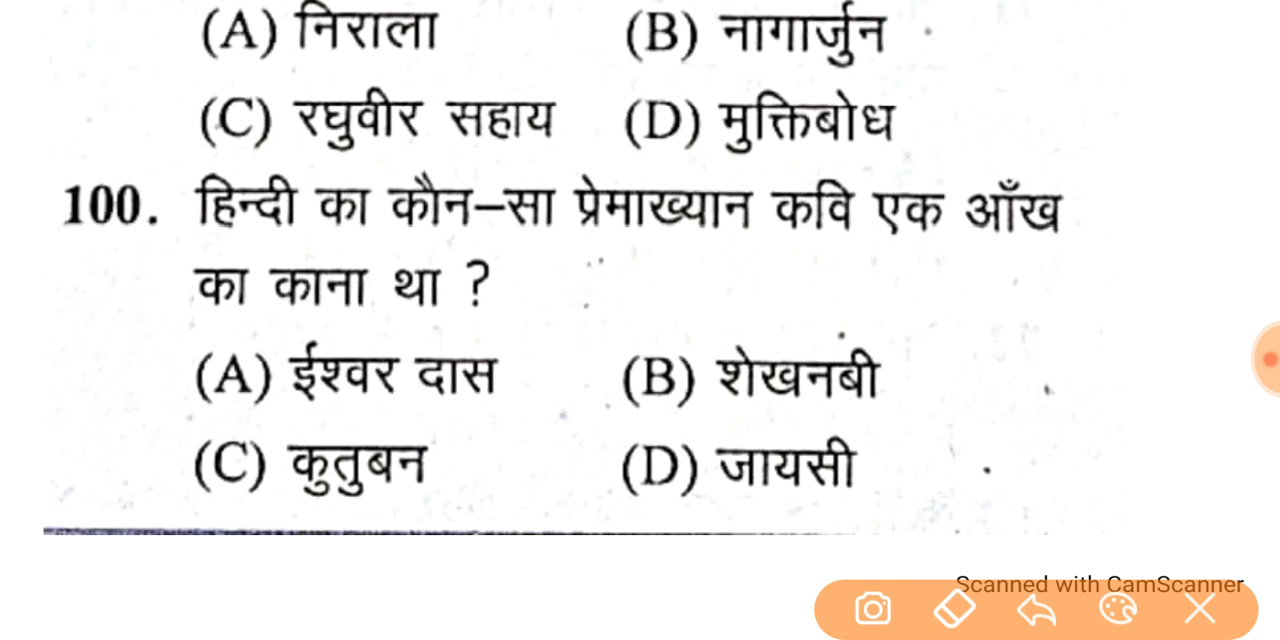 (A) निराला (B) नागार्जुन
(C) रघुवीर सहाय (D) मुक्तिबोध
100. हिन्दी का कौन–सा प्रेमाख्यान कवि एक आँख
का काना था ?
(A) ईश्वर दास (B) शेखनबी
(C) कुतुबन (D) जायसी
Scanned with CamScanner